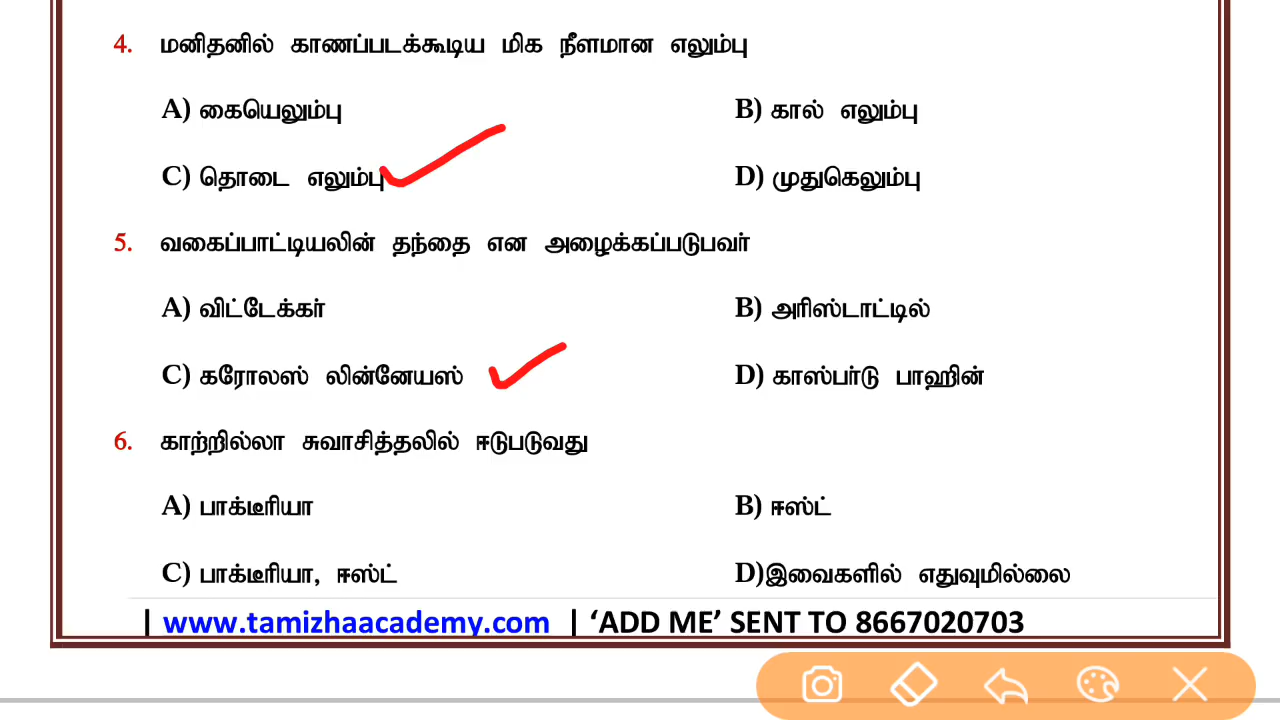 4. மனிதனில் காணப்படக்கூடிய மிக நீளமான எலும்பு
A) கையெலும்பு B) கால் எலும்பு
C) தொடை எலும்பு D) முதுகெலும்பு
5. வகைப்பாட்டியலின் தந்தை என அழைக்கப்படுபவர்
A) விட்டேக்கர் B) அரிஸ்டாட்டில்
C) கரோலஸ் லின்னேயஸ் D) காஸ்பர்டு பாஹின்
6. காற்றில்லா சுவாசித்தலில் ஈடுபடுவது
A) பாக்டீரியா B) ஈஸ்ட்
C) பாக்டீரியா, ஈஸ்ட் D)இவைகளில் எதுவுமில்லை
| www.tamizhaacademy.com | ‘ADD ME’ SENT TO 8667020703